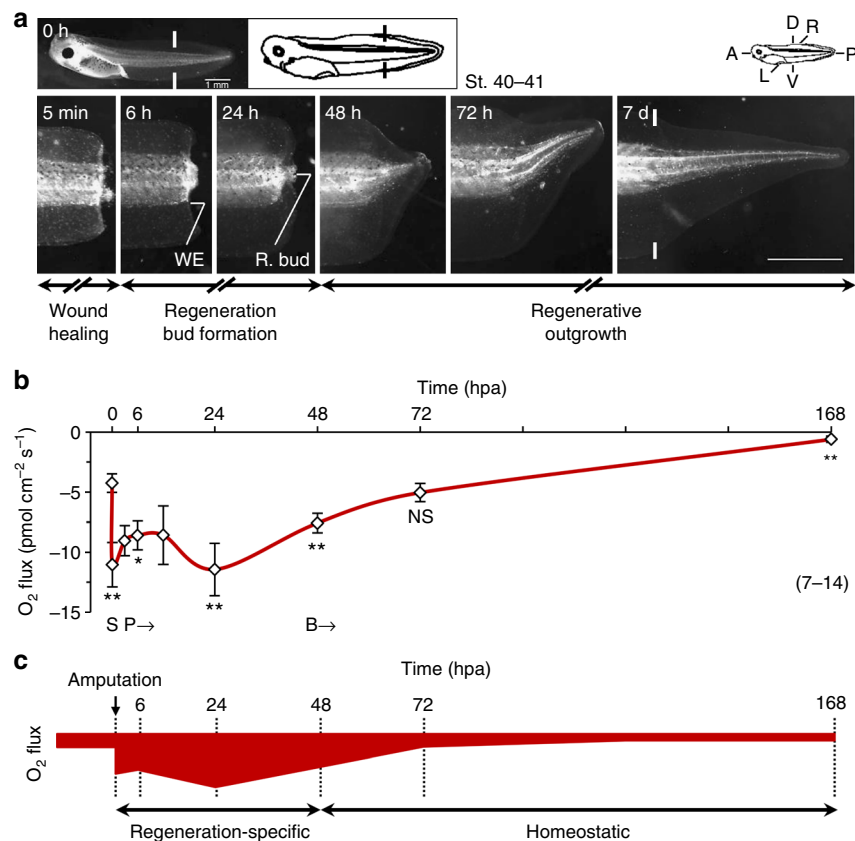 a
0 h
1 mm
St. 40–41
D
R
A
P
L
V
5 min
6 h
24 h
48 h
72 h
7 d
WE
R. bud
Wound
healing
Regeneration
bud formation
Regenerative
outgrowth
b
Time (hpa)
0 6 24 48 72 168
O₂ flux (pmol cm⁻² s⁻¹)
0
−5
−10
−15
**
*
**
**
NS
**
(7–14)
S P→
B→
c
Time (hpa)
Amputation
6 24 48 72 168
O₂ flux
Regeneration-specific
Homeostatic